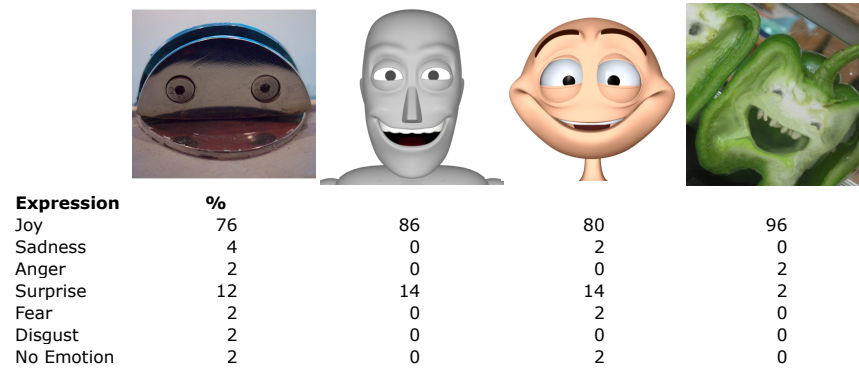 Expression %
Joy 76 86 80 96
Sadness 4 0 2 0
Anger 2 0 0 2
Surprise 12 14 14 2
Fear 2 0 2 0
Disgust 2 0 0 0
No Emotion 2 0 2 0